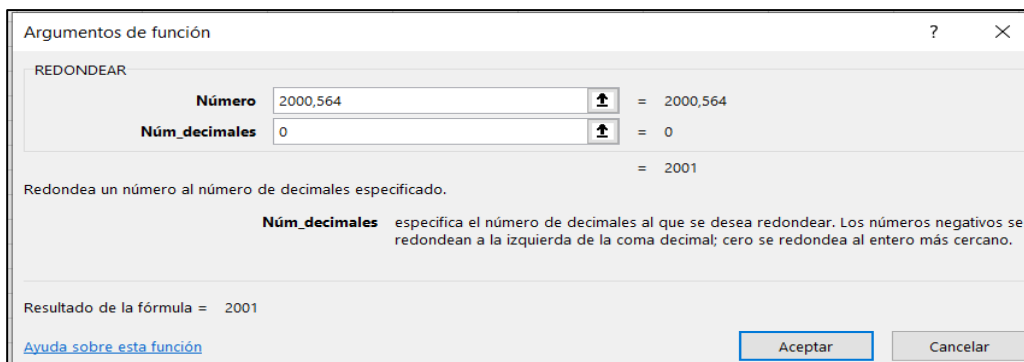 Argumentos de función ? ×
REDONDEAR
Número 2000,564 = 2000,564
Núm_decimales 0 = 0
= 2001
Redondea un número al número de decimales especificado.
Núm_decimales especifica el número de decimales al que se desea redondear. Los números negativos se
redondean a la izquierda de la coma decimal; cero se redondea al entero más cercano.
Resultado de la fórmula = 2001
Ayuda sobre esta función Aceptar Cancelar